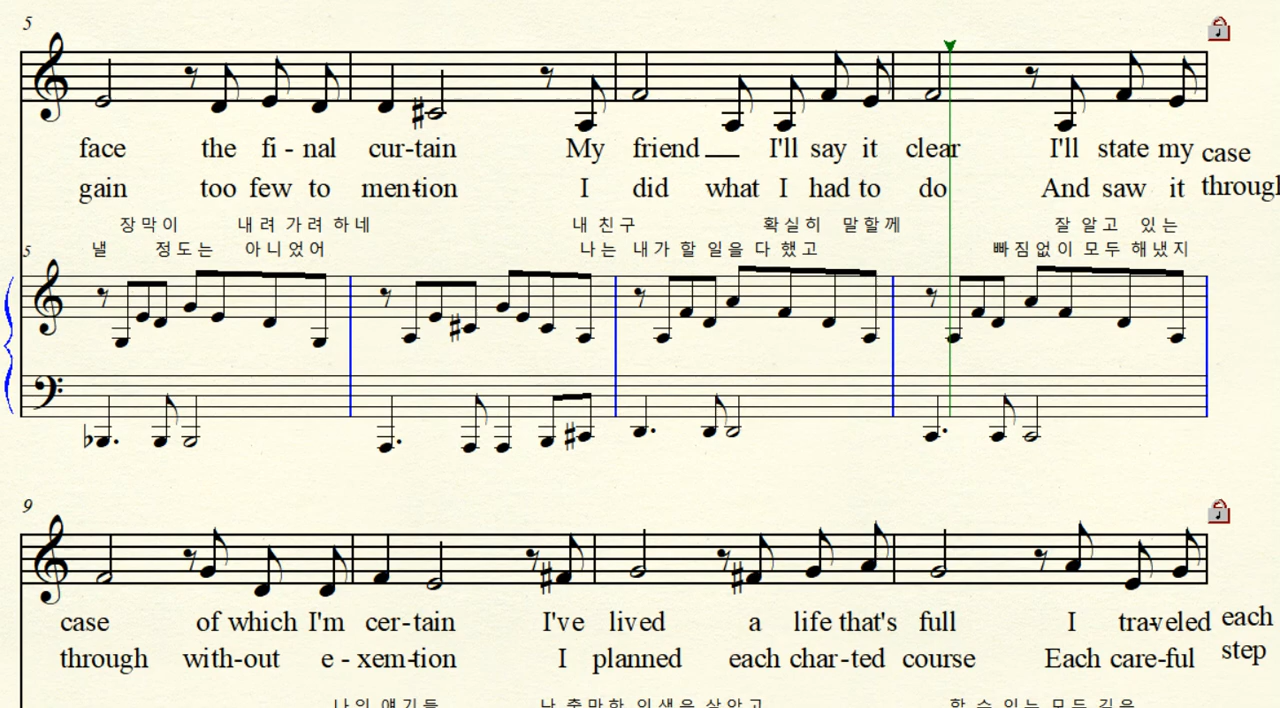 5
face the fi - nal cur-tain My friend I'll say it clear I'll state my case
gain too few to men-tion I did what I had to do And saw it through
장막이 내려 가려 하네 내 친구 확실히 말할께 잘 알고 있는
낼 정도는 아니었어 나는 내가 할 일을 다 했고 빠짐없이 모두 해냈지
5
9
case of which I'm cer-tain I've lived a life that's full I tra-veled each
through with-out e - xem-tion I planned each char-ted course Each care-ful step